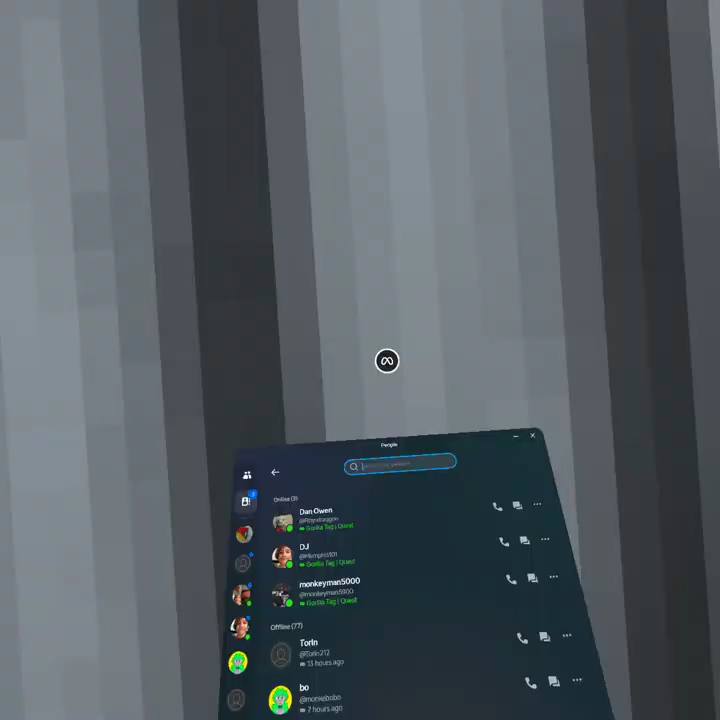 People
Online (3)
Dan Owen
Gorilla Tag | Quest
DJ
Gorilla Tag | Quest
monkeyman5000
@monkeyman5900
Gorilla Tag | Quest
Offline (77)
Torin
@Torin212
13 hours ago
bo
@monkebobo
7 hours ago